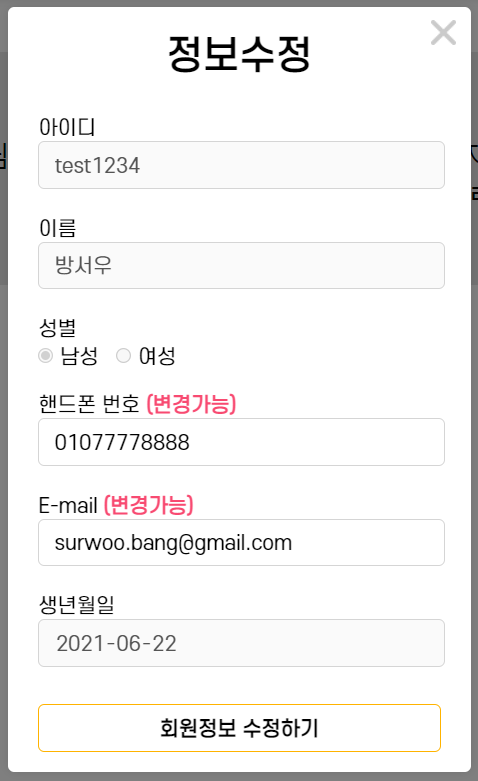 정보수정
아이디
test1234
이름
방서우
성별
남성 여성
핸드폰 번호 (변경가능)
01077778888
E-mail (변경가능)
surwoo.bang@gmail.com
생년월일
2021-06-22
회원정보 수정하기